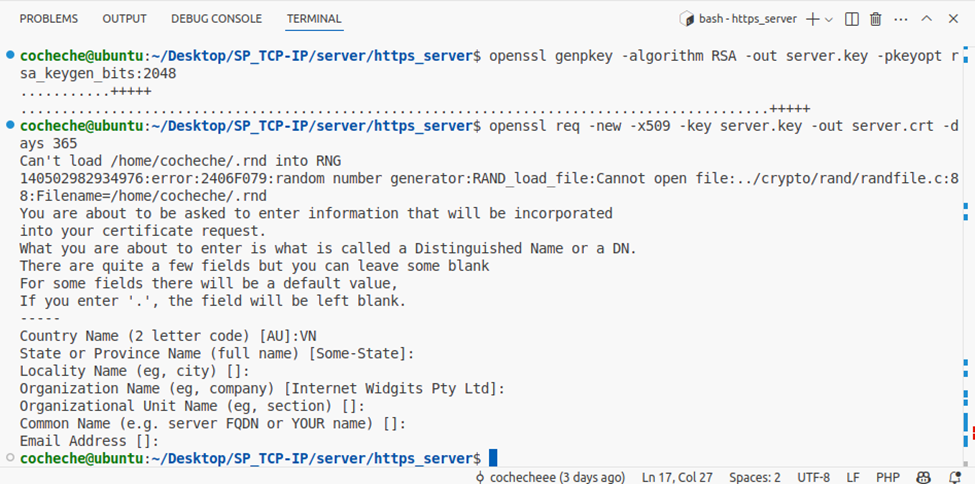 PROBLEMS OUTPUT DEBUG CONSOLE TERMINAL bash - https_server
cocheche@ubuntu:~/Desktop/SP_TCP-IP/server/https_server$ openssl genpkey -algorithm RSA -out server.key -pkeyopt r
sa_keygen_bits:2048
...........+++++
......................................................................................+++++
cocheche@ubuntu:~/Desktop/SP_TCP-IP/server/https_server$ openssl req -new -x509 -key server.key -out server.crt -d
ays 365
Can't load /home/cocheche/.rnd into RNG
140502982934976:error:2406F079:random number generator:RAND_load_file:Cannot open file:../crypto/rand/randfile.c:8
8:Filename=/home/cocheche/.rnd
You are about to be asked to enter information that will be incorporated
into your certificate request.
What you are about to enter is what is called a Distinguished Name or a DN.
There are quite a few fields but you can leave some blank
For some fields there will be a default value,
If you enter '.', the field will be left blank.
-----
Country Name (2 letter code) [AU]:VN
State or Province Name (full name) [Some-State]:
Locality Name (eg, city) []:
Organization Name (eg, company) [Internet Widgits Pty Ltd]:
Organizational Unit Name (eg, section) []:
Common Name (e.g. server FQDN or YOUR name) []:
Email Address []:
cocheche@ubuntu:~/Desktop/SP_TCP-IP/server/https_server$
cochecheee (3 days ago) Ln 17, Col 27 Spaces: 2 UTF-8 LF PHP